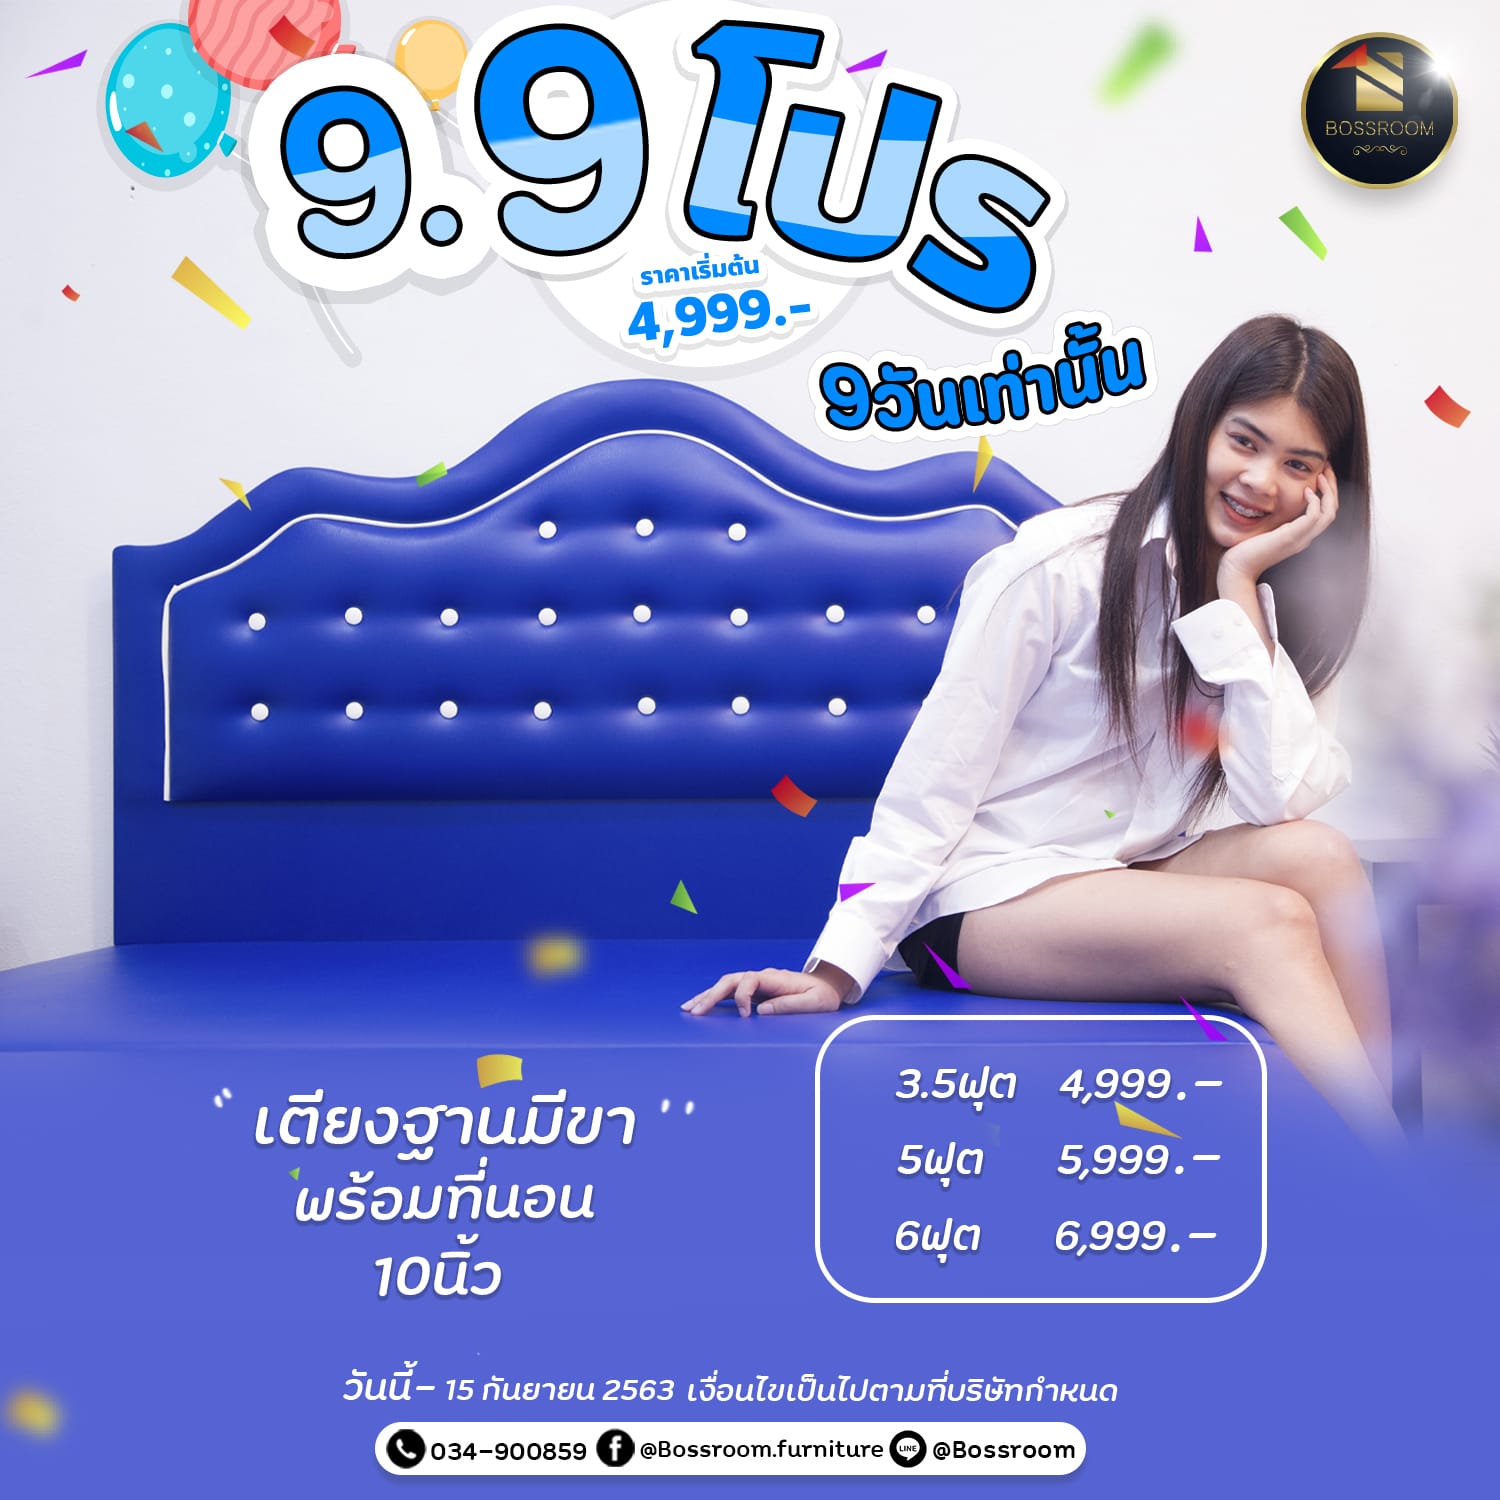 9.9 โปร
BOSSROOM
ราคาเริ่มต้น
4,999.-
9วันเท่านั้น
"เตียงฐานมีขา"
พร้อมที่นอน
10นิ้ว
3.5ฟุต 4,999.-
5ฟุต 5,999.-
6ฟุต 6,999.-
วันนี้- 15 กันยายน 2563 เงื่อนไขเป็นไปตามที่บริษัทกำหนด
034-900859 f @Bossroom.furniture LINE @Bossroom